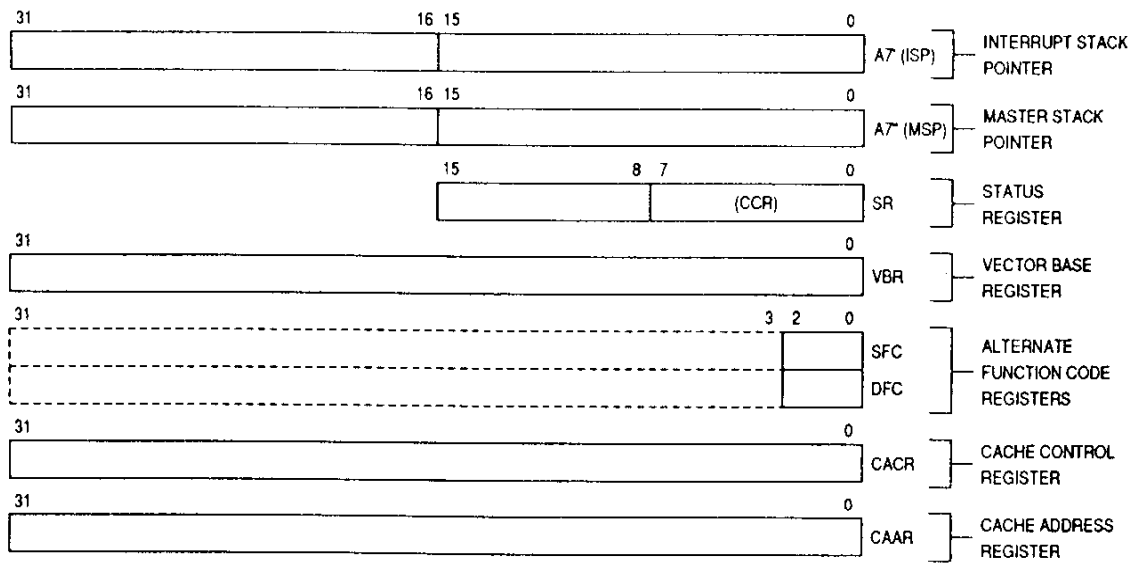 31 16 15 0
A7' (ISP) INTERRUPT STACK
POINTER
31 16 15 0
A7" (MSP) MASTER STACK
POINTER
15 8 7 0
(CCR) SR STATUS
REGISTER
31 0
VBR VECTOR BASE
REGISTER
31 3 2 0
SFC ALTERNATE
FUNCTION CODE
DFC REGISTERS
31 0
CACR CACHE CONTROL
REGISTER
31 0
CAAR CACHE ADDRESS
REGISTER